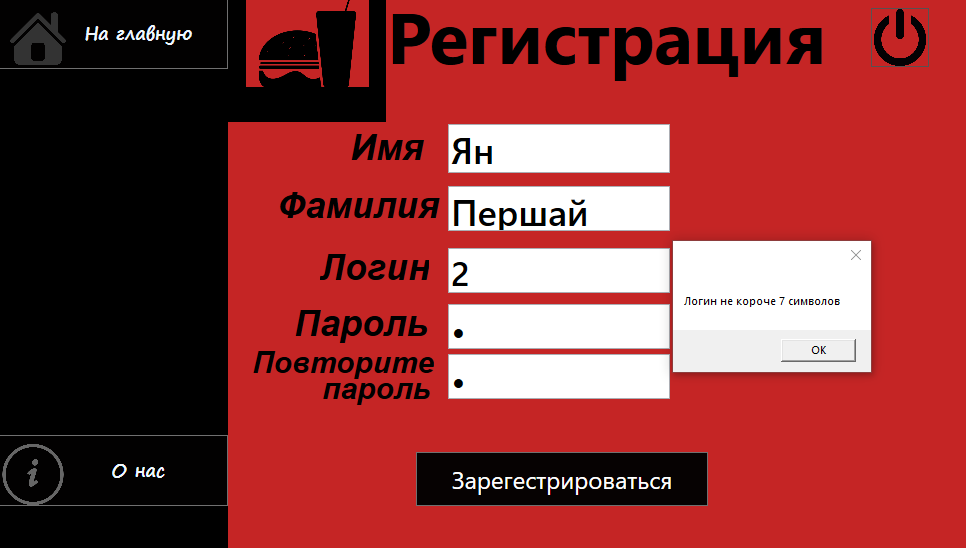 На главную
Регистрация
Имя
Ян
Фамилия
Першай
Логин
2
Логин не короче 7 символов
OK
Пароль
•
Повторите
пароль
•
О нас
Зарегестрироваться